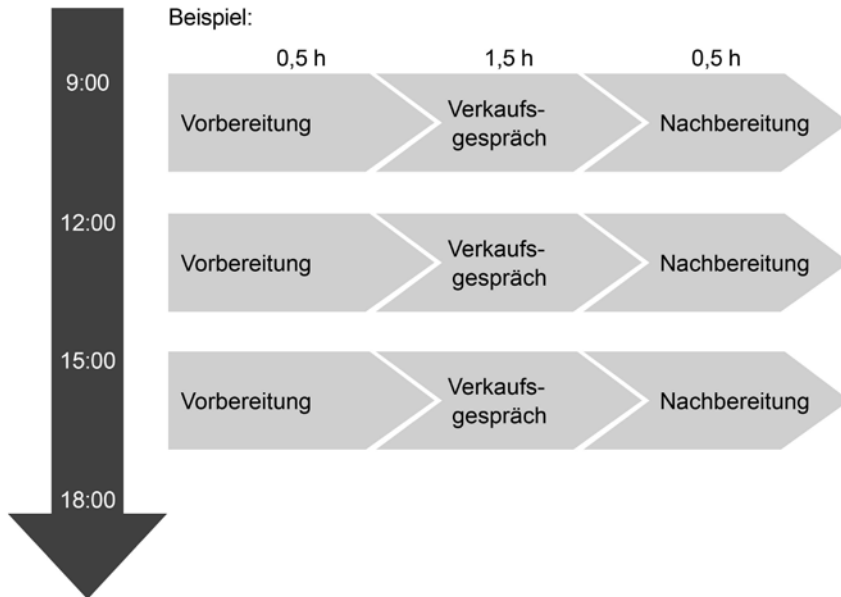 Beispiel:
0,5 h 1,5 h 0,5 h
9:00
Vorbereitung
Verkaufs-
gespräch
Nachbereitung
12:00
Vorbereitung
Verkaufs-
gespräch
Nachbereitung
15:00
Vorbereitung
Verkaufs-
gespräch
Nachbereitung
18:00